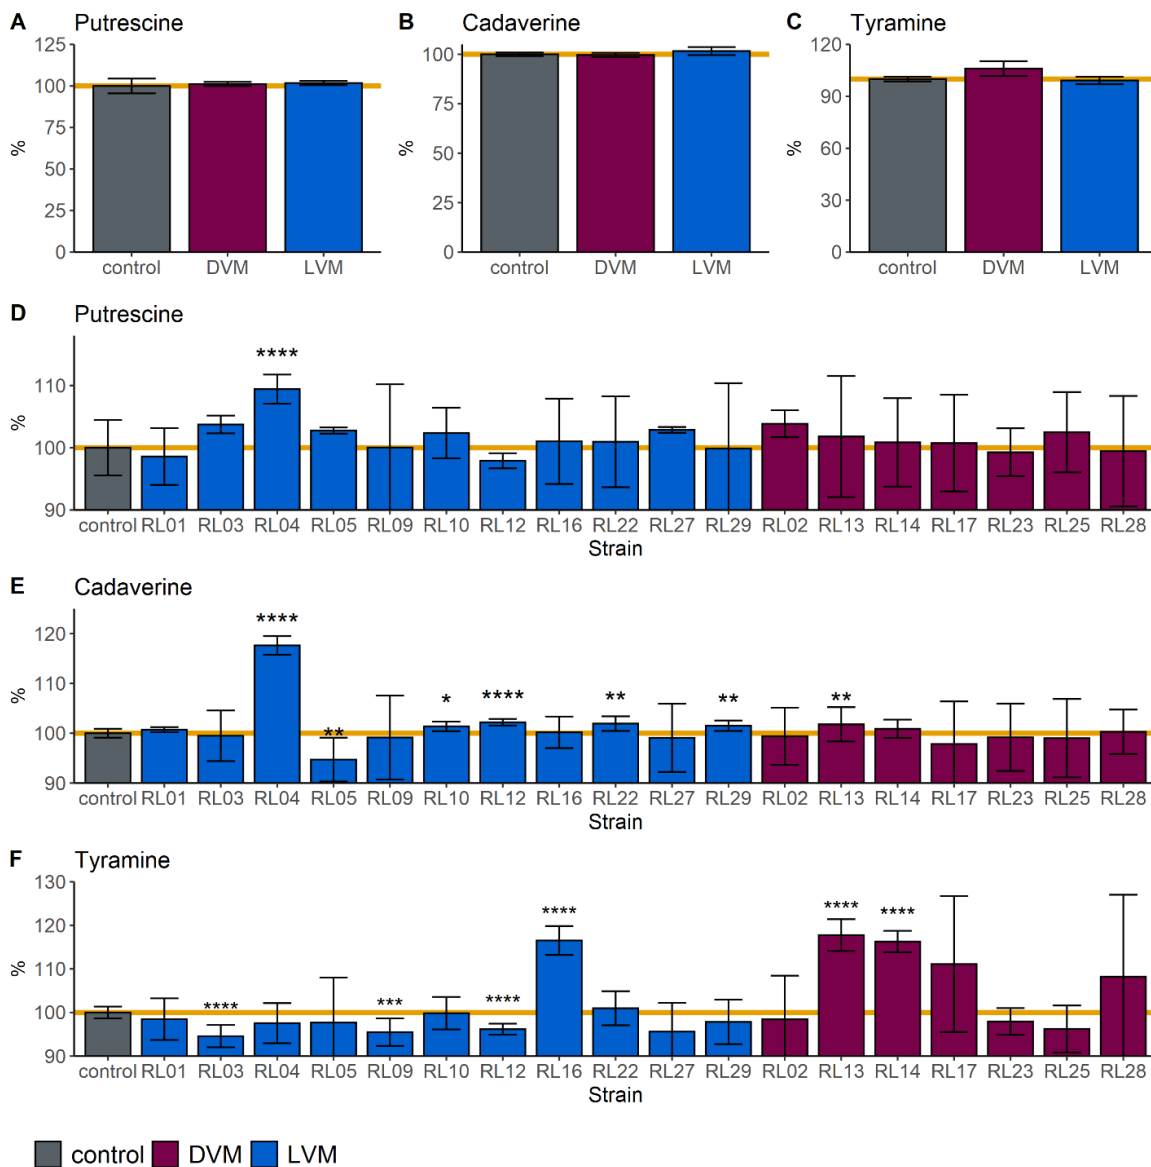 A Putrescine
125
100
75
50
25
0
%
control DVM LVM
B Cadaverine
100
75
50
25
0
%
control DVM LVM
C Tyramine
120
90
60
30
0
%
control DVM LVM
D Putrescine
110
100
90
%
****
control RL01 RL03 RL04 RL05 RL09 RL10 RL12 RL16 RL22 RL27 RL29 RL02 RL13 RL14 RL17 RL23 RL25 RL28
Strain
E Cadaverine
120
110
100
90
%
**** ** * **** ** ** **
control RL01 RL03 RL04 RL05 RL09 RL10 RL12 RL16 RL22 RL27 RL29 RL02 RL13 RL14 RL17 RL23 RL25 RL28
Strain
F Tyramine
130
120
110
100
90
%
**** *** **** **** **** ****
control RL01 RL03 RL04 RL05 RL09 RL10 RL12 RL16 RL22 RL27 RL29 RL02 RL13 RL14 RL17 RL23 RL25 RL28
Strain
control DVM LVM